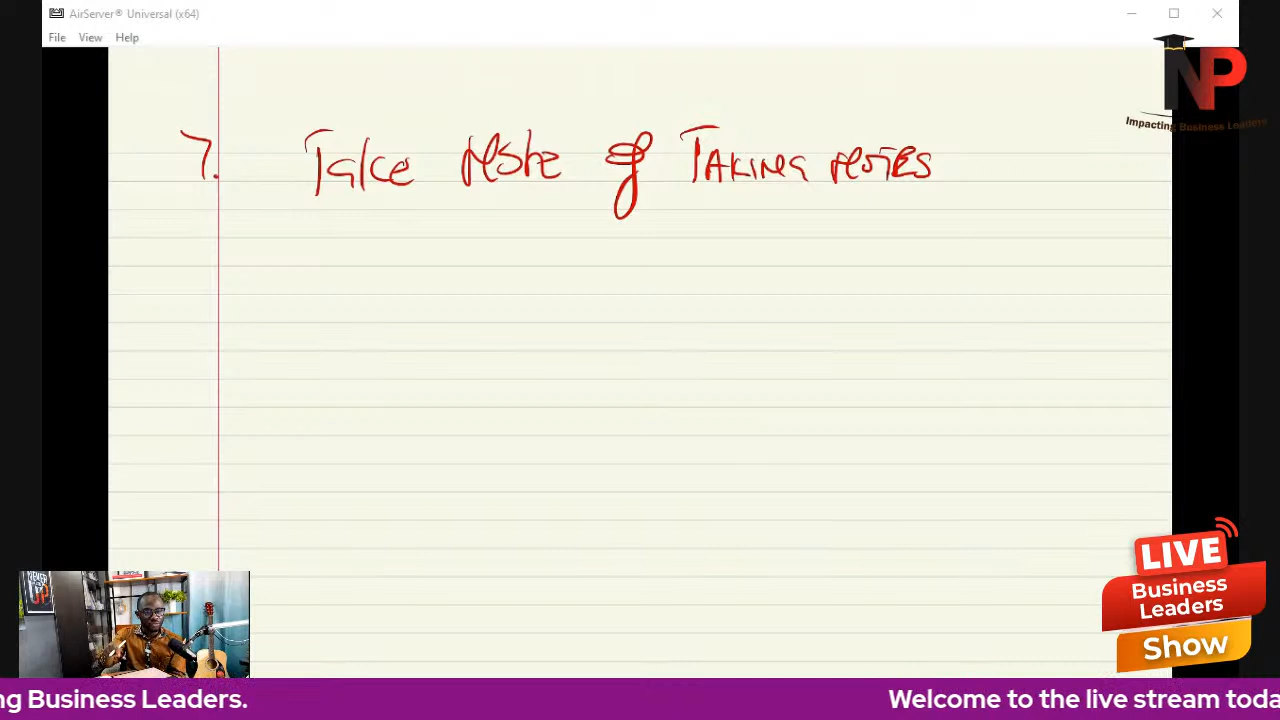 AirServer® Universal (x64)
File View Help
NP
Impacting Business Leaders
7. Take Note of TAKING NOTES
LIVE
Business
Leaders
Show
ng Business Leaders.
Welcome to the live stream toda